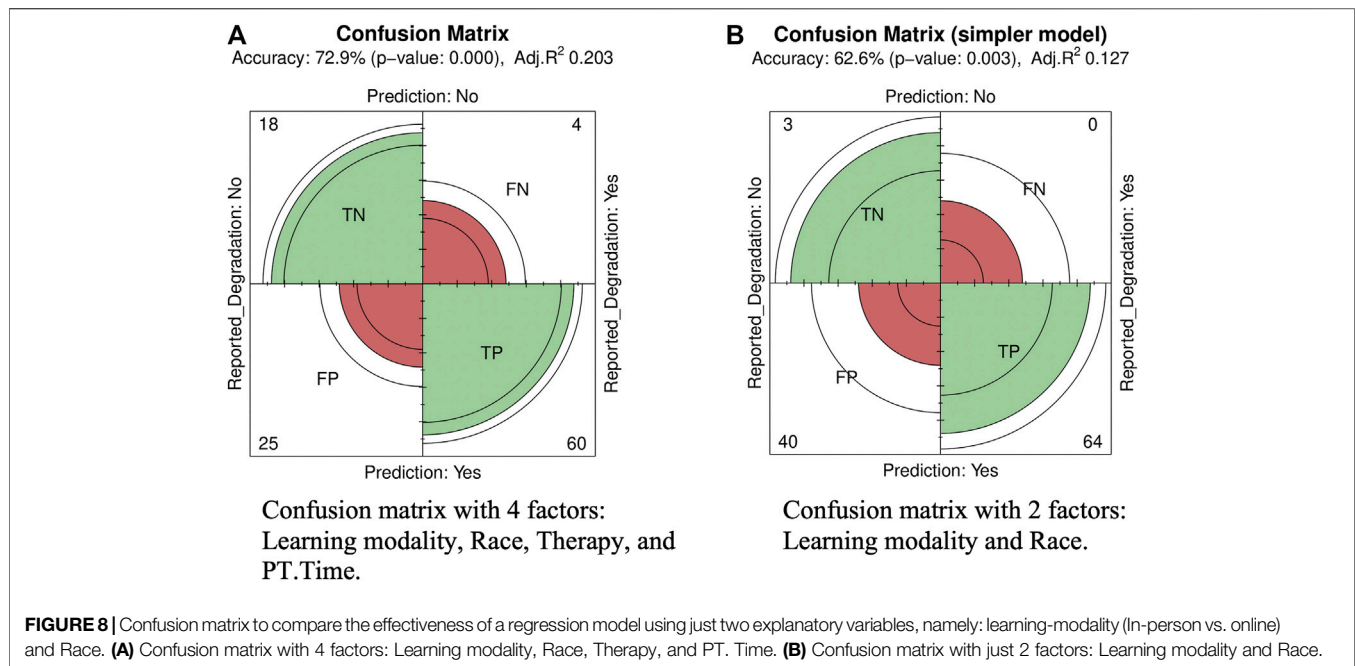 A
Confusion Matrix
Accuracy: 72.9% (p−value: 0.000), Adj.R² 0.203
Prediction: No
18
4
Reported_Degradation: No
TN
FN
Reported_Degradation: Yes
FP
TP
25
60
Prediction: Yes
Confusion matrix with 4 factors:
Learning modality, Race, Therapy, and
PT.Time.
B
Confusion Matrix (simpler model)
Accuracy: 62.6% (p−value: 0.003), Adj.R² 0.127
Prediction: No
3
0
Reported_Degradation: No
TN
FN
Reported_Degradation: Yes
FP
TP
40
64
Prediction: Yes
Confusion matrix with 2 factors:
Learning modality and Race.
FIGURE 8 | Confusion matrix to compare the effectiveness of a regression model using just two explanatory variables, namely: learning-modality (In-person vs. online)
and Race. (A) Confusion matrix with 4 factors: Learning modality, Race, Therapy, and PT. Time. (B) Confusion matrix with just 2 factors: Learning modality and Race.